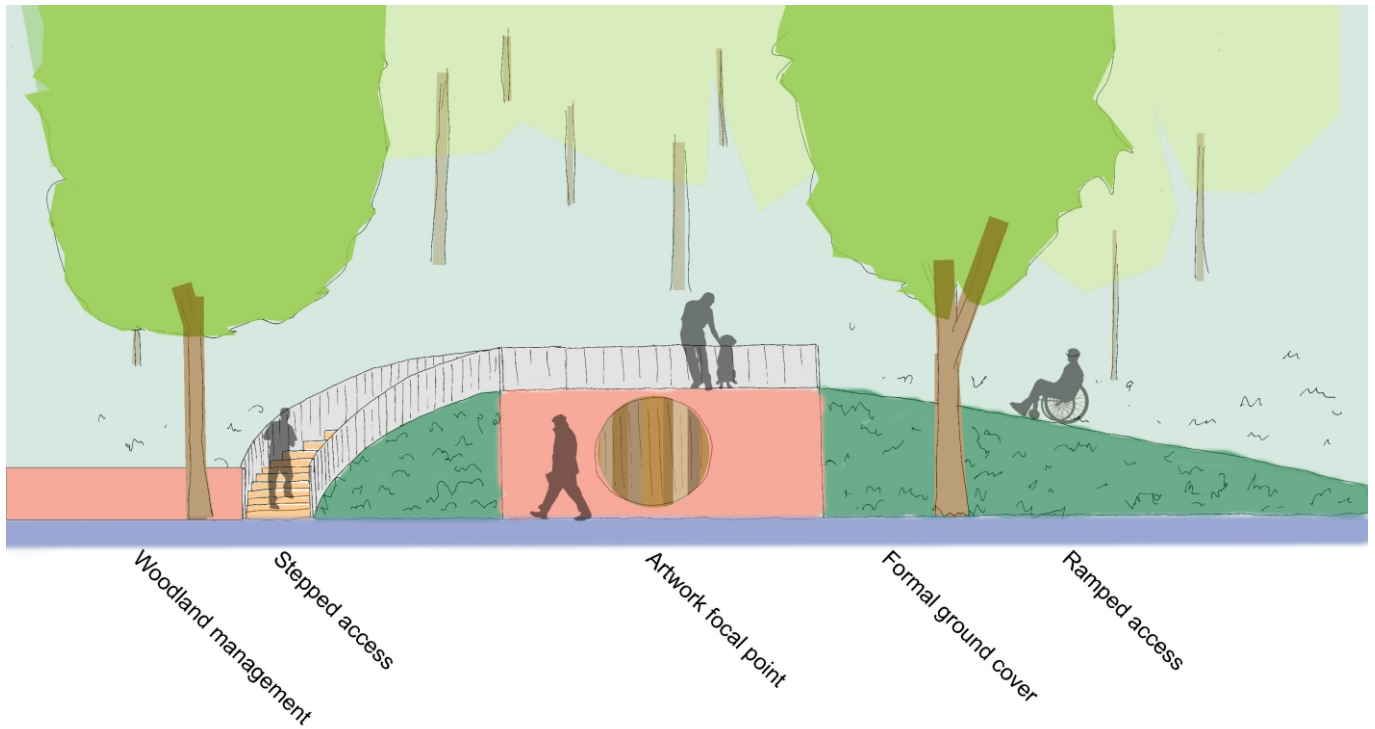 Woodland management
Stepped access
Artwork focal point
Formal ground cover
Ramped access